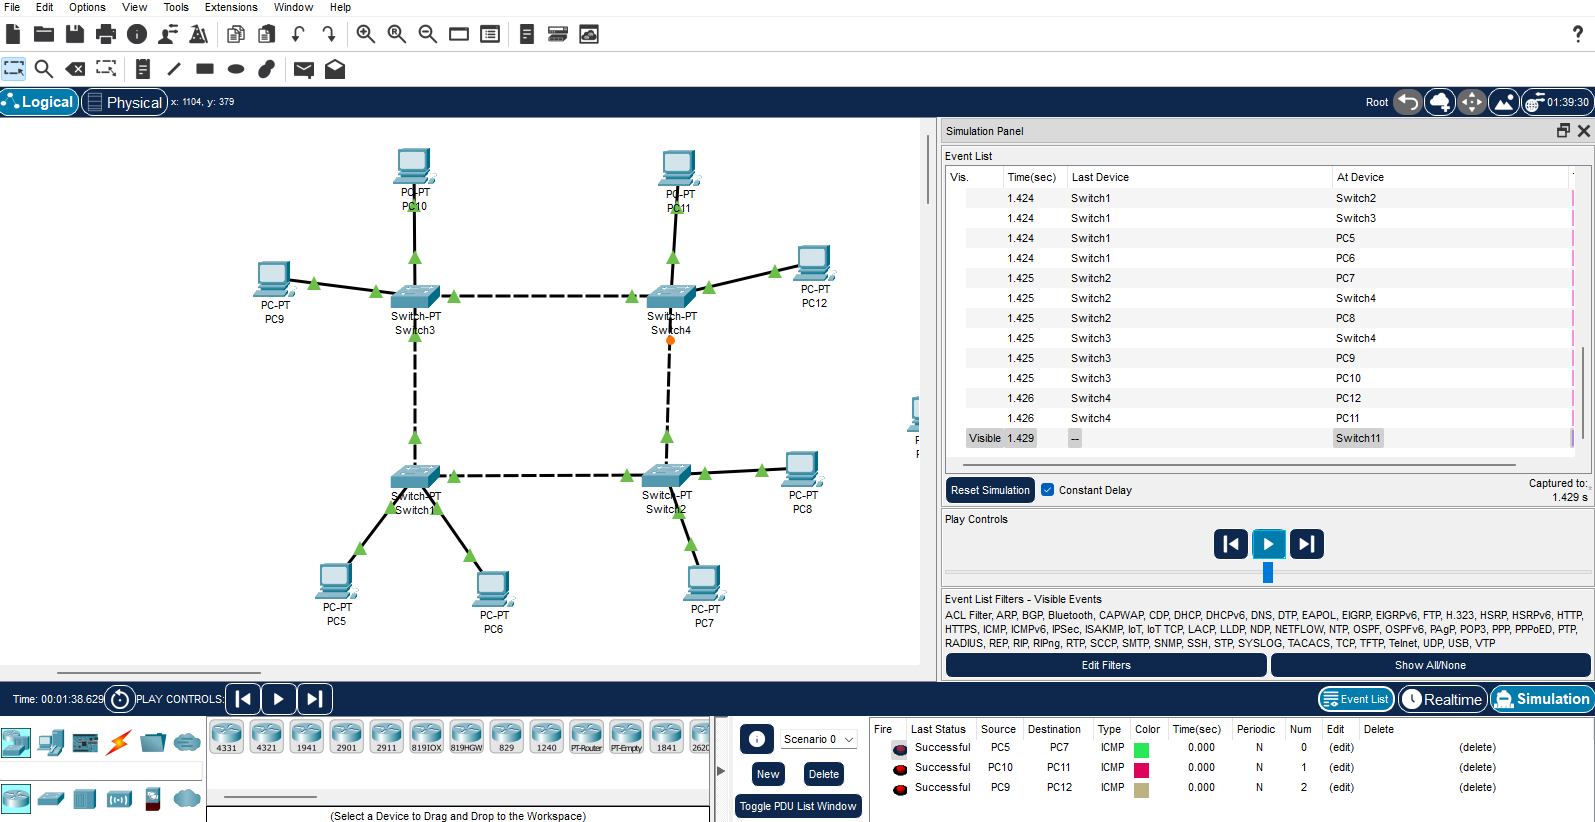 File Edit Options View Tools Extensions Window Help
?
Logical Physical x: 1104, y: 379 Root 01:39:30
PC-PT
PC10
PC-PT
PC11
PC-PT
PC9
PC-PT
PC12
Switch-PT
Switch3
Switch-PT
Switch4
Switch-PT
Switch1
Switch-PT
Switch2
PC-PT
PC8
PC-PT
PC5
PC-PT
PC6
PC-PT
PC7
Simulation Panel
Event List
Vis. Time(sec) Last Device At Device
1.424 Switch1 Switch2
1.424 Switch1 Switch3
1.424 Switch1 PC5
1.424 Switch1 PC6
1.425 Switch2 PC7
1.425 Switch2 Switch4
1.425 Switch2 PC8
1.425 Switch3 Switch4
1.425 Switch3 PC9
1.425 Switch3 PC10
1.426 Switch4 PC12
1.426 Switch4 PC11
Visible 1.429 -- Switch11
Reset Simulation Constant Delay Captured to:
1.429 s
Play Controls
Event List Filters - Visible Events
ACL Filter, ARP, BGP, Bluetooth, CAPWAP, CDP, DHCP, DHCPv6, DNS, DTP, EAPOL, EIGRP, EIGRPv6, FTP, H.323, HSRP, HSRPv6, HTTP,
HTTPS, ICMP, ICMPv6, IPSec, ISAKMP, IoT, IoT TCP, LACP, LLDP, NDP, NETFLOW, NTP, OSPF, OSPFv6, PAgP, POP3, PPP, PPPoED, PTP,
RADIUS, REP, RIP, RIPng, RTP, SCCP, SMTP, SNMP, SSH, STP, SYSLOG, TACACS, TCP, TFTP, Telnet, UDP, USB, VTP
Edit Filters Show All/None
Time: 00:01:38.629 PLAY CONTROLS: Event List Realtime Simulation
4331 4321 1941 2901 2911 819IOX 819HGW 829 1240 PT-Router PT-Empty 1841 2620
(Select a Device to Drag and Drop to the Workspace)
Scenario 0
New Delete
Toggle PDU List Window
Fire Last Status Source Destination Type Color Time(sec) Periodic Num Edit Delete
Successful PC5 PC7 ICMP 0.000 N 0 (edit) (delete)
Successful PC10 PC11 ICMP 0.000 N 1 (edit) (delete)
Successful PC9 PC12 ICMP 0.000 N 2 (edit) (delete)